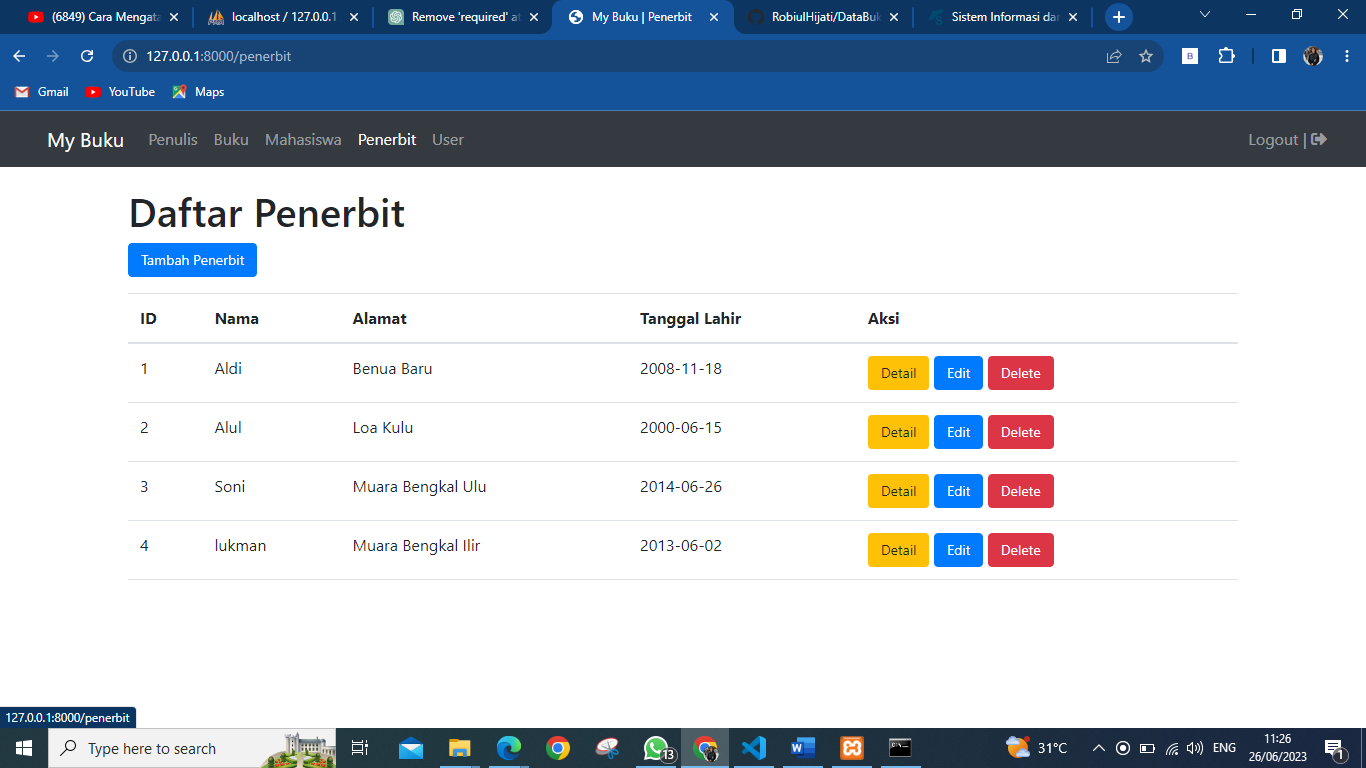 (6849) Cara Mengata
localhost / 127.0.0.1
Remove 'required' at
My Buku | Penerbit
RobiulHijati/DataBuk
Sistem Informasi dar
127.0.0.1:8000/penerbit
B
Gmail
YouTube
Maps
My Buku Penulis Buku Mahasiswa Penerbit User Logout |
Daftar Penerbit
Tambah Penerbit
ID Nama Alamat Tanggal Lahir Aksi
1 Aldi Benua Baru 2008-11-18 Detail Edit Delete
2 Alul Loa Kulu 2000-06-15 Detail Edit Delete
3 Soni Muara Bengkal Ulu 2014-06-26 Detail Edit Delete
4 lukman Muara Bengkal Ilir 2013-06-02 Detail Edit Delete
127.0.0.1:8000/penerbit
Type here to search
13
31°C
ENG
11:26
26/06/2023
1